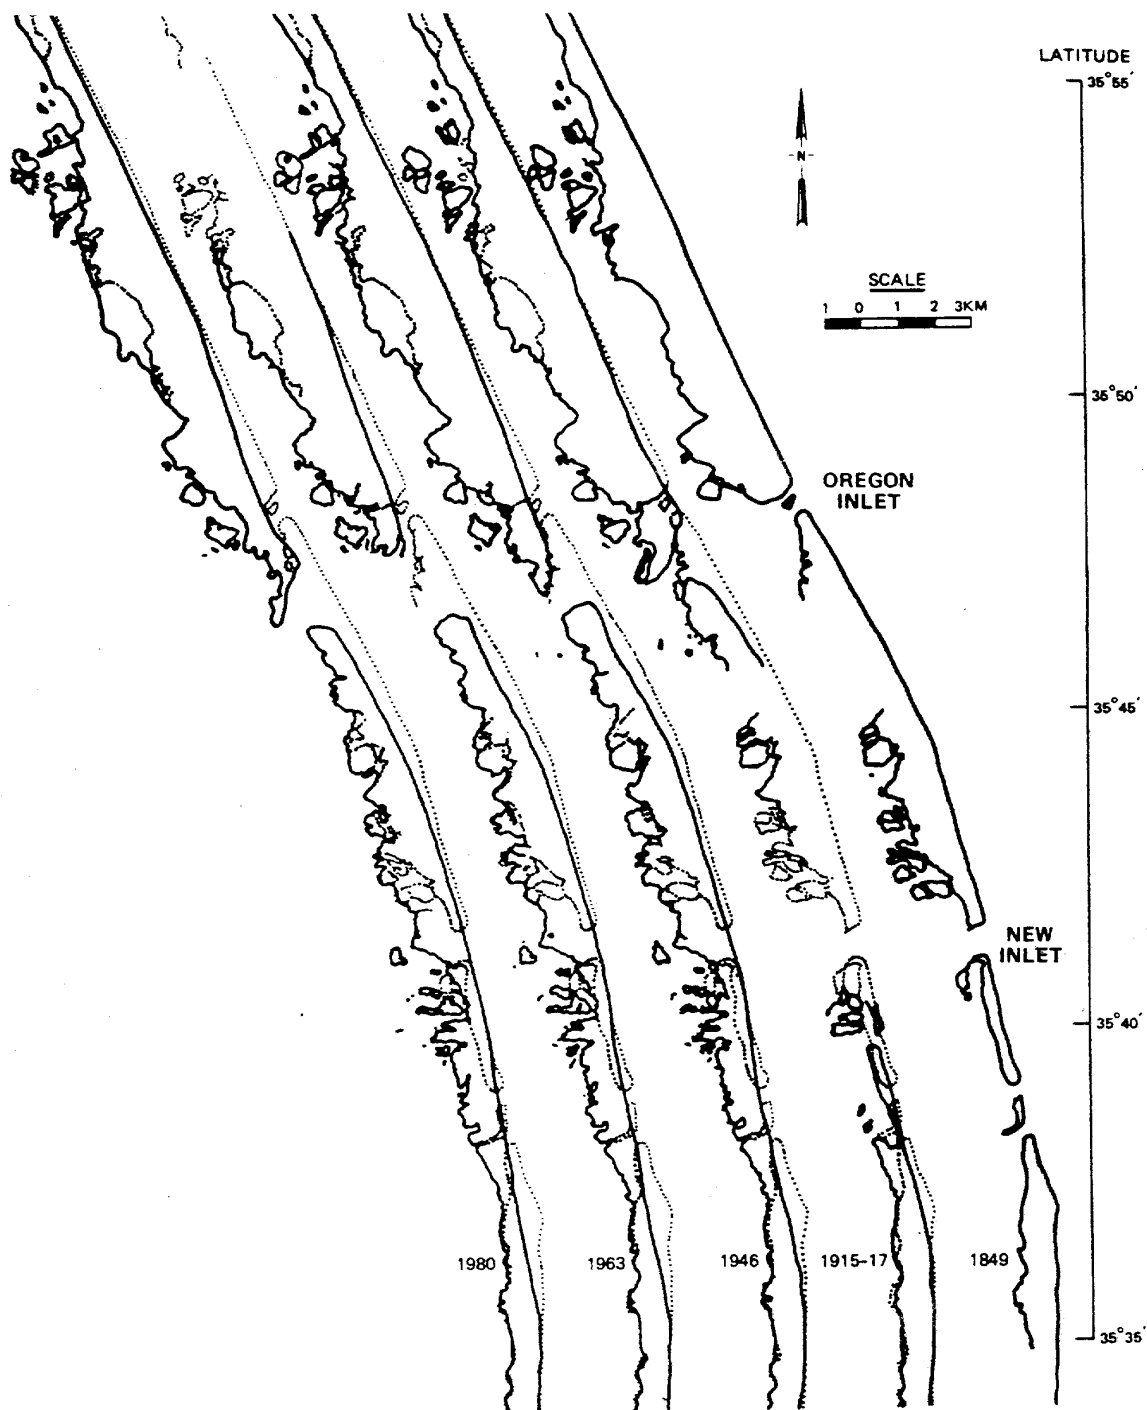 LATITUDE
35°55'
N
SCALE
1 0 1 2 3KM
35°50'
OREGON
INLET
35°45'
NEW
INLET
35°40'
1980 1963 1946 1915-17 1849
35°35'